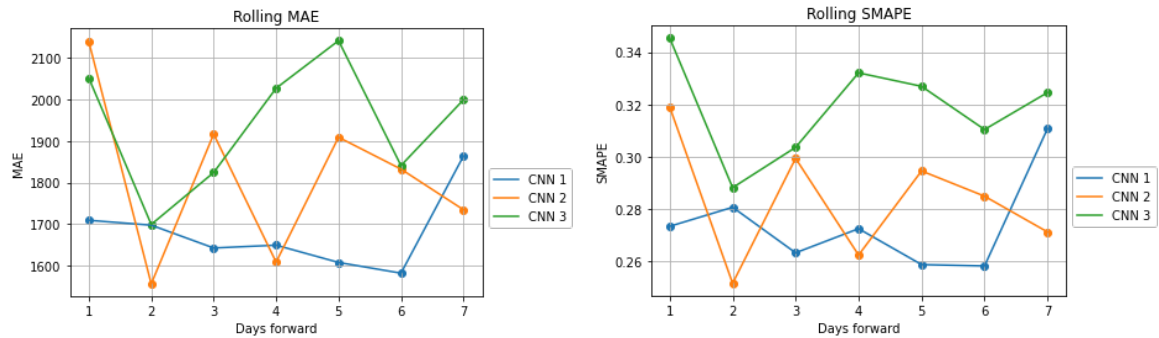 Rolling MAE
MAE
2100
2000
1900
1800
1700
1600
1 2 3 4 5 6 7
Days forward
CNN 1
CNN 2
CNN 3
Rolling SMAPE
SMAPE
0.34
0.32
0.30
0.28
0.26
1 2 3 4 5 6 7
Days forward
CNN 1
CNN 2
CNN 3